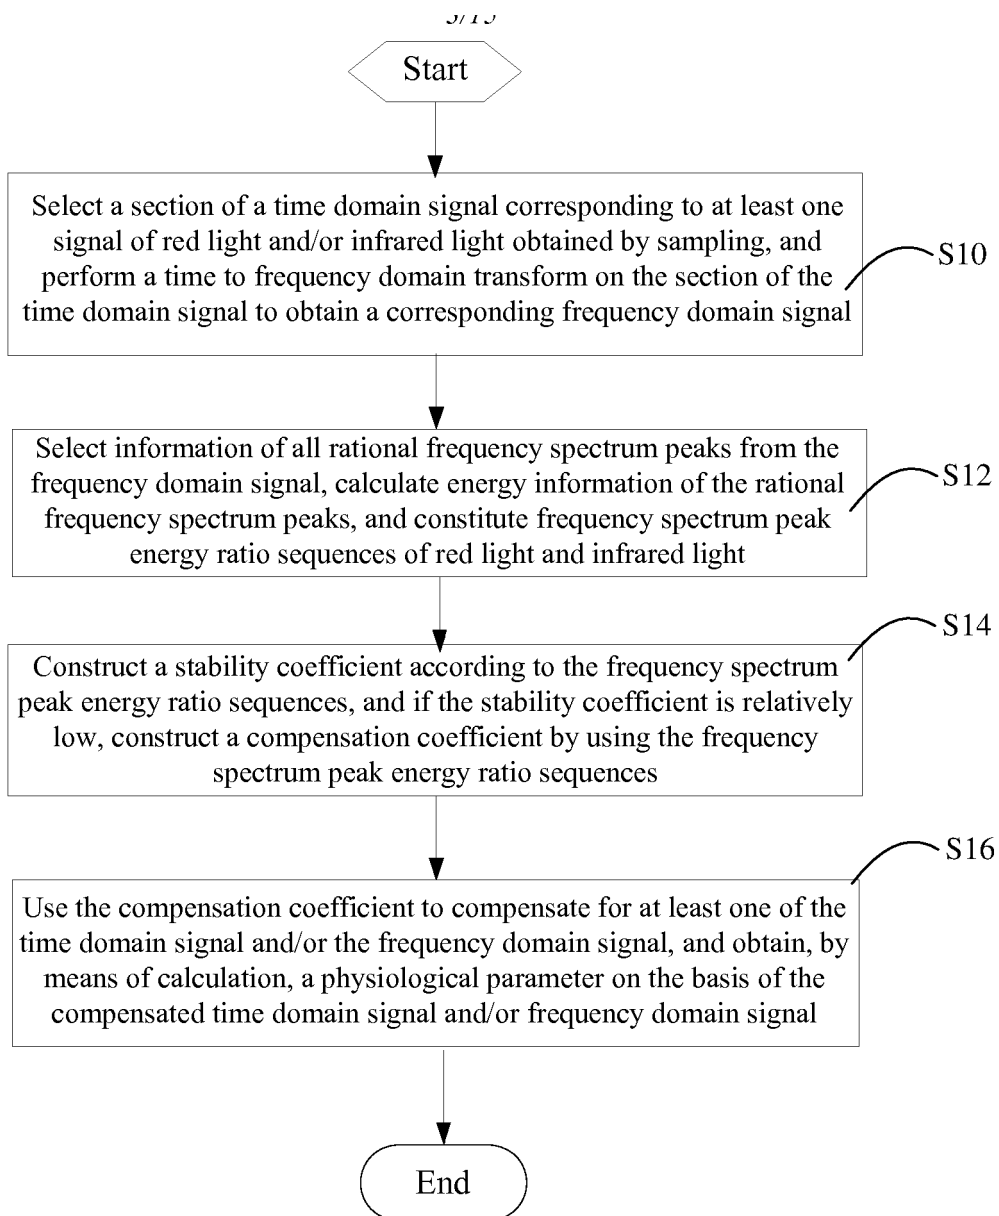 Start
Select a section of a time domain signal corresponding to at least one
signal of red light and/or infrared light obtained by sampling, and
perform a time to frequency domain transform on the section of the
time domain signal to obtain a corresponding frequency domain signal
S10
Select information of all rational frequency spectrum peaks from the
frequency domain signal, calculate energy information of the rational
frequency spectrum peaks, and constitute frequency spectrum peak
energy ratio sequences of red light and infrared light
S12
Construct a stability coefficient according to the frequency spectrum
peak energy ratio sequences, and if the stability coefficient is relatively
low, construct a compensation coefficient by using the frequency
spectrum peak energy ratio sequences
S14
Use the compensation coefficient to compensate for at least one of the
time domain signal and/or the frequency domain signal, and obtain, by
means of calculation, a physiological parameter on the basis of the
compensated time domain signal and/or frequency domain signal
S16
End